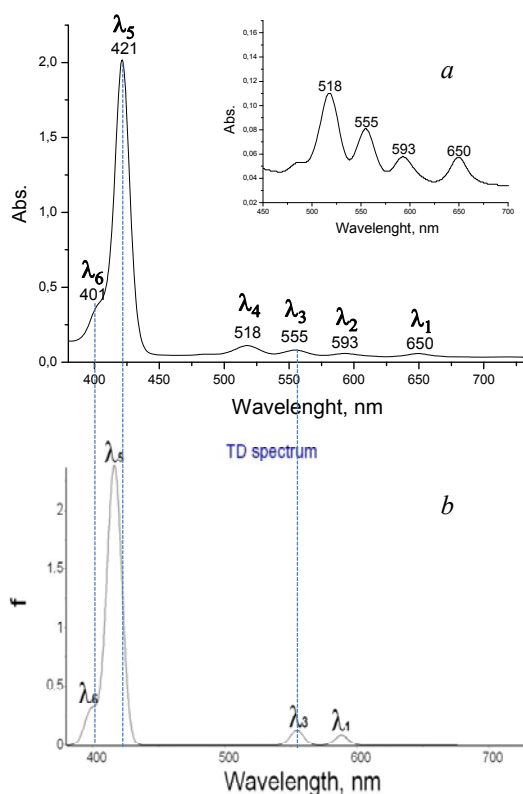 λ5
421
a
0,16
0,14
0,12
0,10
0,08
0,06
0,04
0,02
Abs.
518
555
593
650
450 500 550 600 650 700
Wavelenght, nm
2,0
1,5
1,0
0,5
0,0
Abs.
λ6
401
λ4 λ3 λ2 λ1
518 555 593 650
400 450 500 550 600 650 700
Wavelenght, nm
TD spectrum
b
λ5
2
1.5
1
0.5
0
f
λ6
λ3
λ1
400 500 600 700
Wavelength, nm